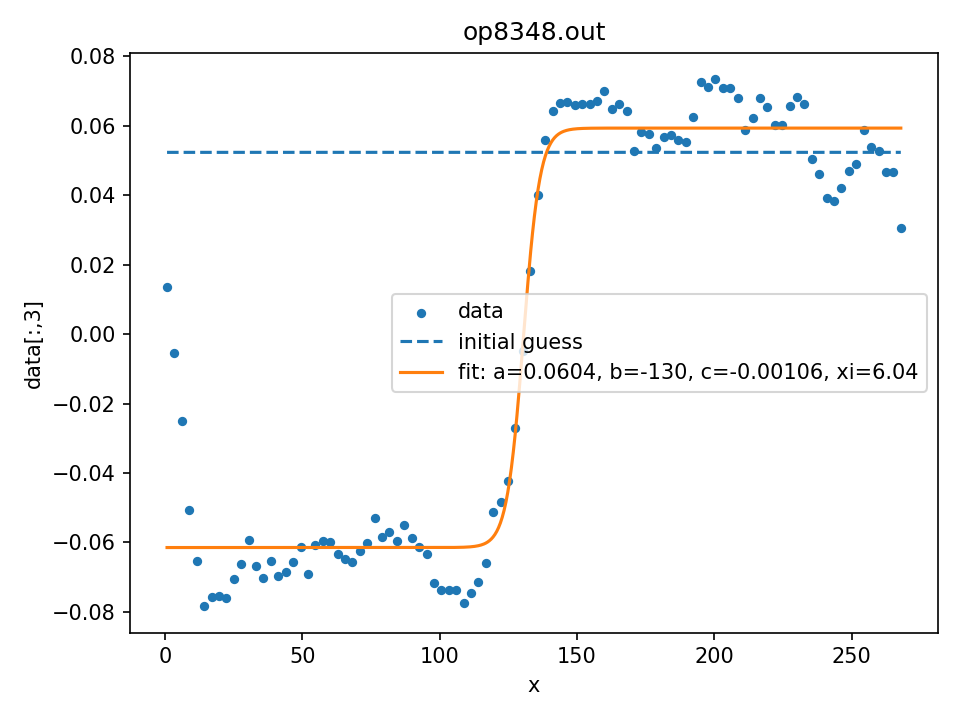 op8348.out
0.08
0.06
0.04
0.02
0.00
−0.02
−0.04
−0.06
−0.08
data[:,3]
data
initial guess
fit: a=0.0604, b=-130, c=-0.00106, xi=6.04
0 50 100 150 200 250
x